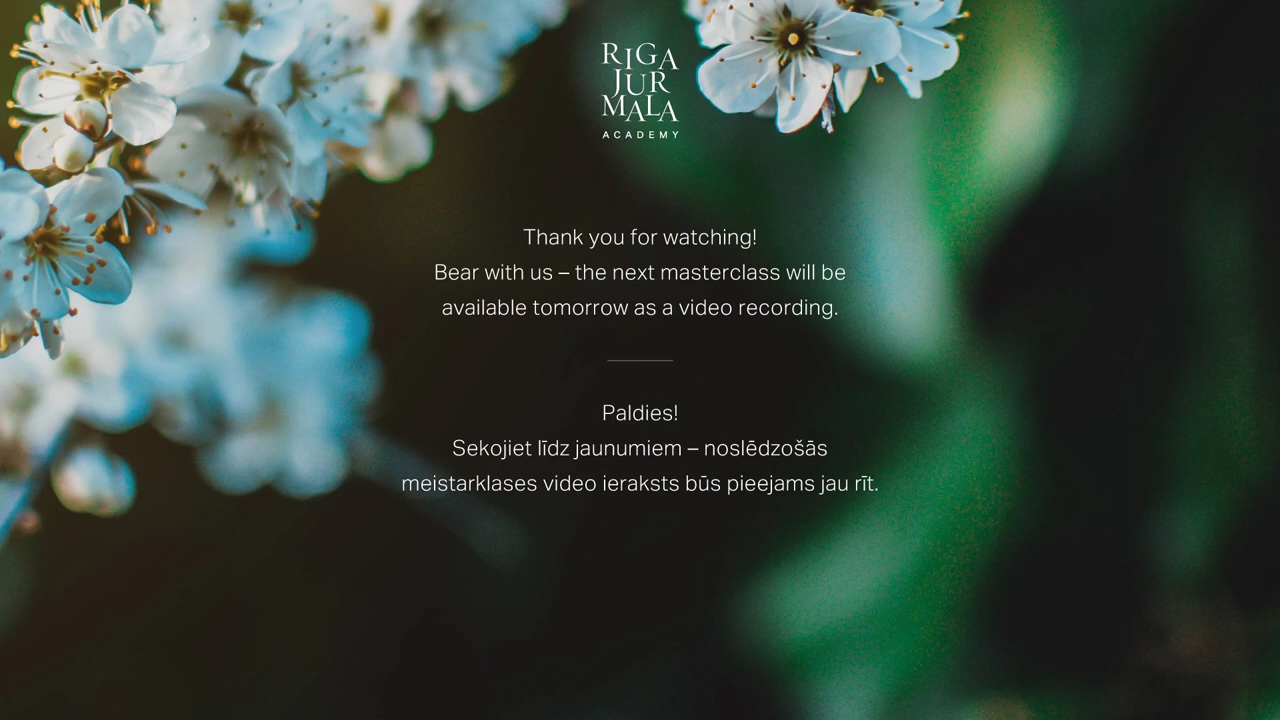 RIGA
JUR
MALA
ACADEMY
Thank you for watching!
Bear with us – the next masterclass will be
available tomorrow as a video recording.
Paldies!
Sekojiet līdz jaunumiem – noslēdzošās
meistarklases video ieraksts būs pieejams jau rīt.